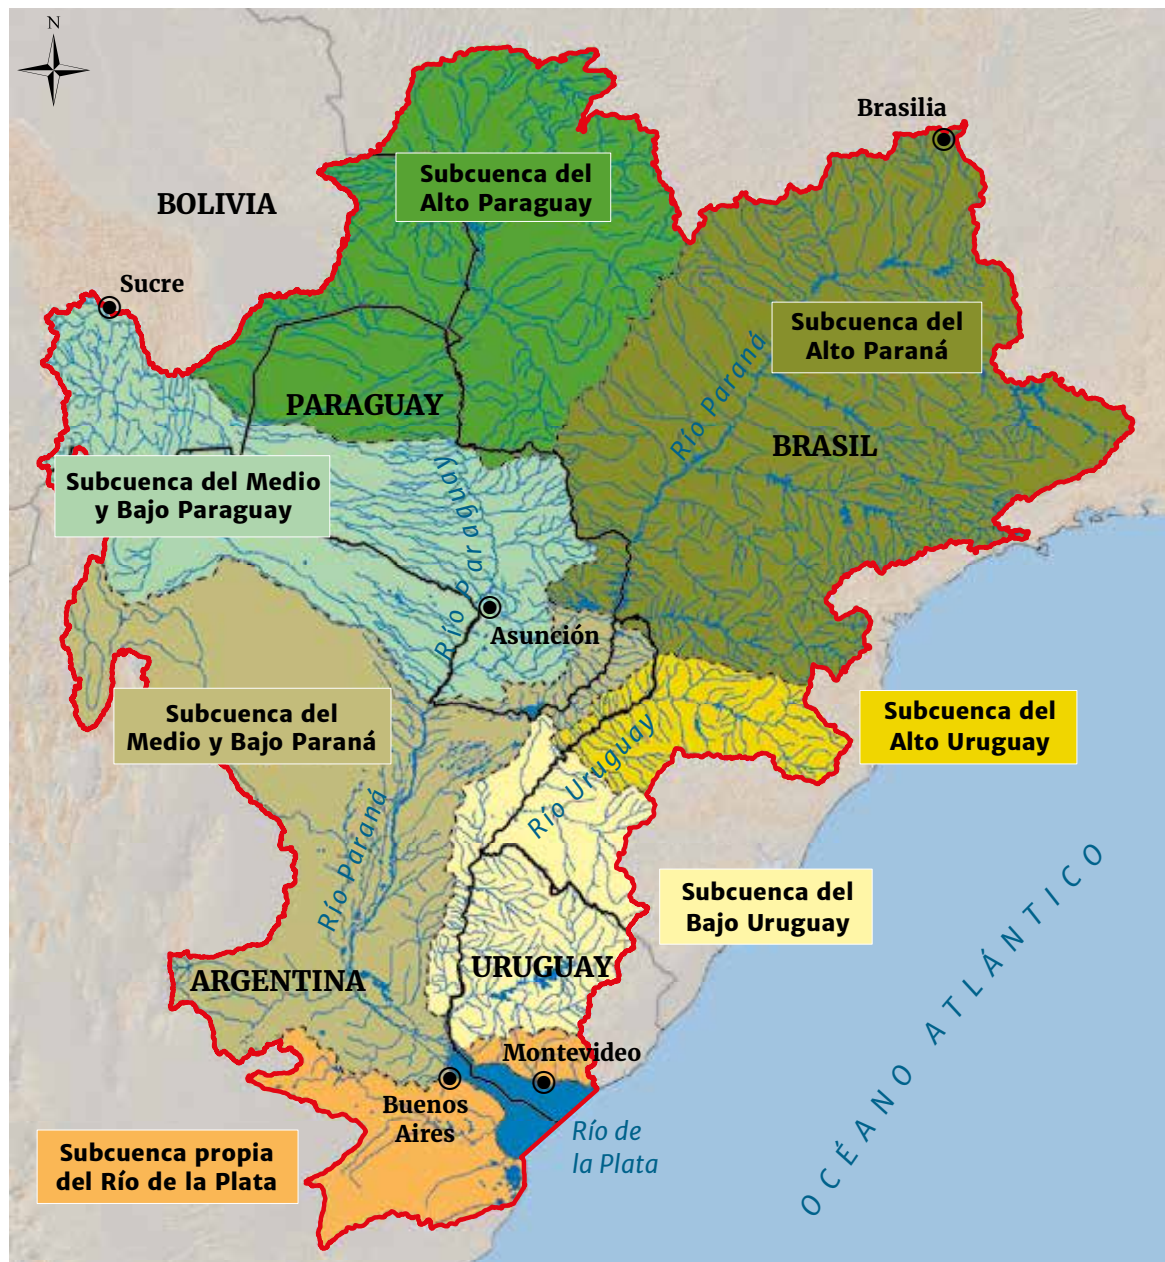 N
Brasilia
Subcuenca del
Alto Paraguay
BOLIVIA
Sucre
Subcuenca del
Alto Paraná
Río Paraná
PARAGUAY
BRASIL
Subcuenca del Medio
y Bajo Paraguay
Río Paraguay
Asunción
Subcuenca del
Medio y Bajo Paraná
Subcuenca del
Alto Uruguay
Río Uruguay
Río Paraná
Subcuenca del
Bajo Uruguay
ARGENTINA
URUGUAY
OCÉANO ATLÁNTICO
Montevideo
Buenos
Aires
Río de
la Plata
Subcuenca propia
del Río de la Plata